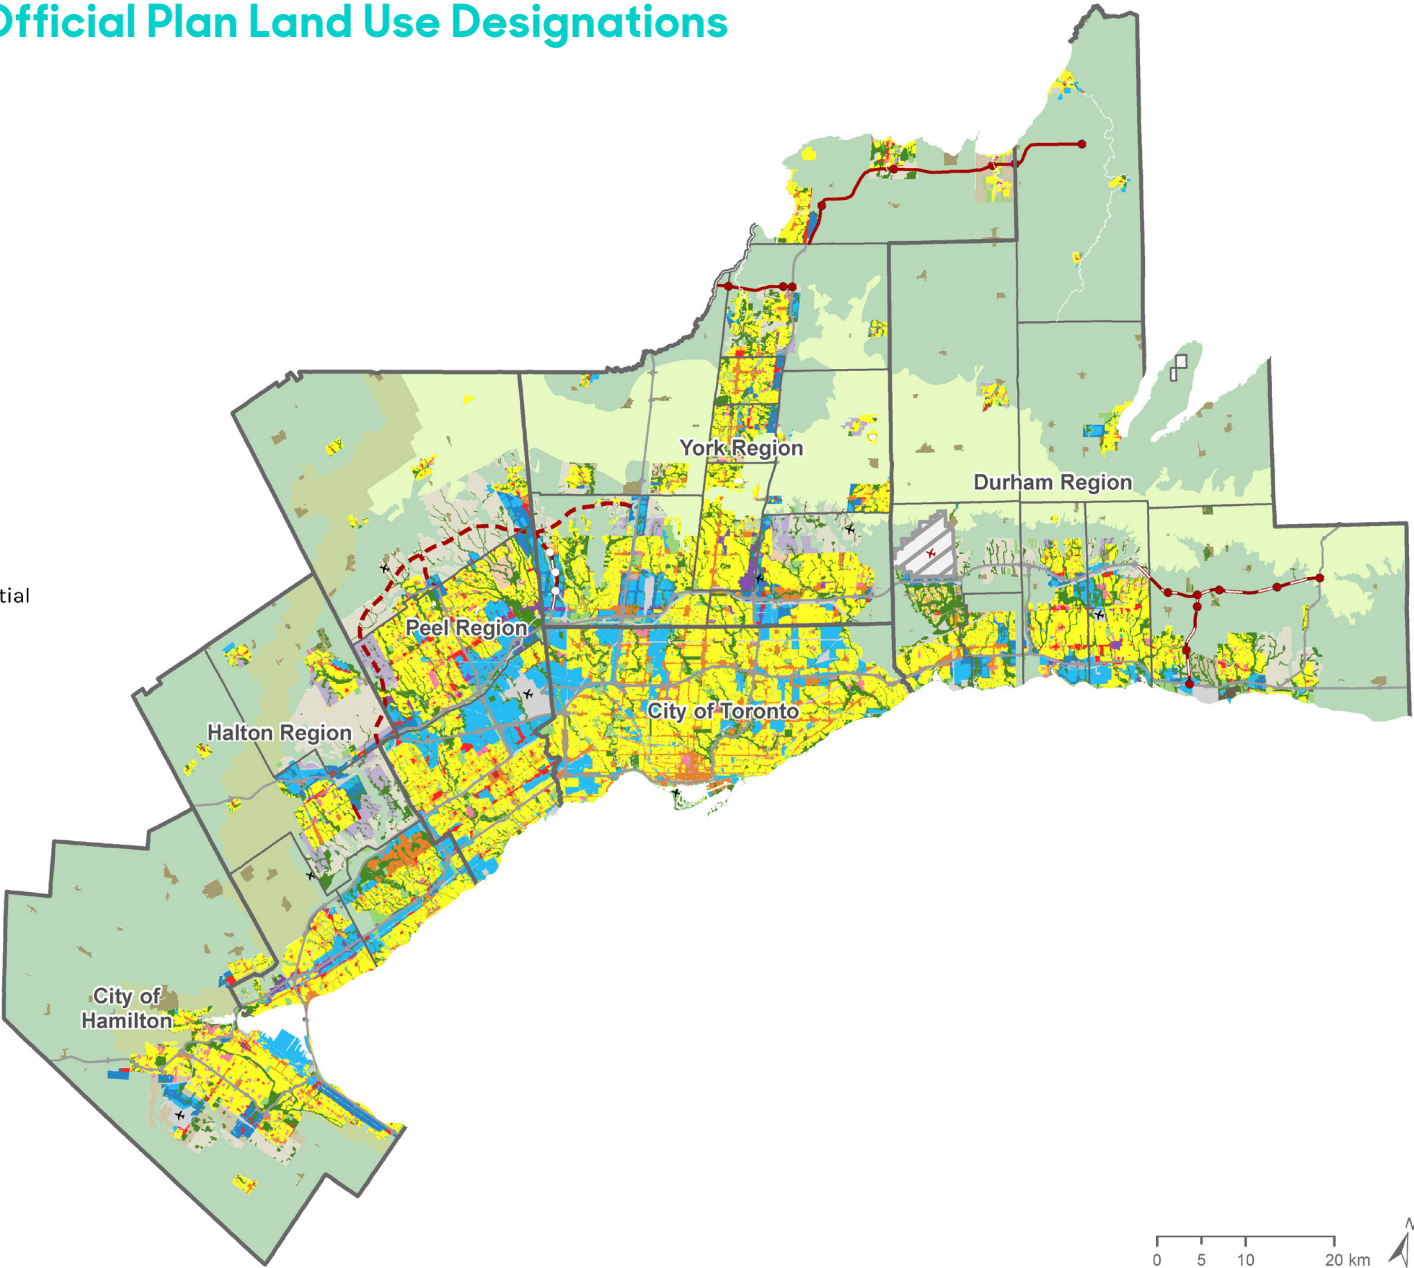 Official Plan Land Use Designations
York Region
Durham Region
tial
Peel Region
City of Toronto
Halton Region
City of
Hamilton
N
0 5 10 20 km